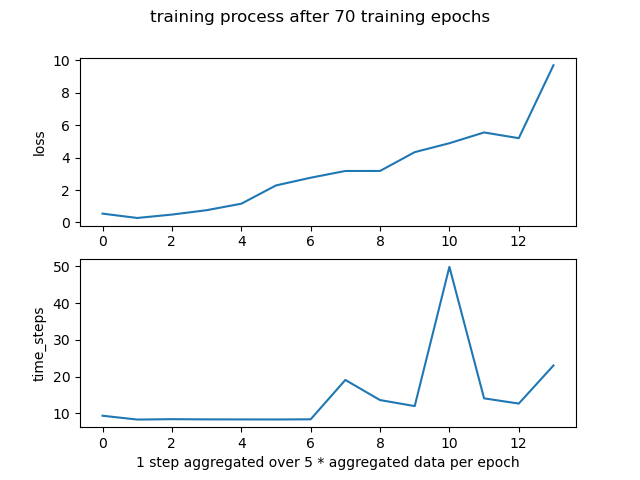 training process after 70 training epochs
10
8
6
4
2
0
loss
0 2 4 6 8 10 12
50
40
30
20
10
time_steps
0 2 4 6 8 10 12
1 step aggregated over 5 * aggregated data per epoch